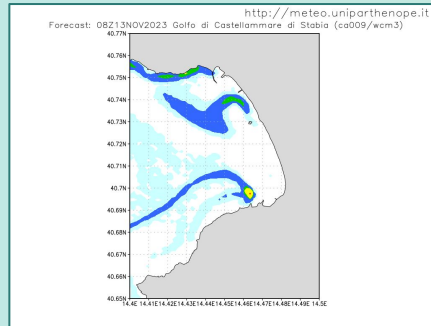 http://meteo.uniparthenope.it
Forecast: 08Z13NOV2023 Golfo di Castellammare di Stabia (ca009/wcm3)
40.77N
40.76N
40.75N
40.74N
40.73N
40.72N
40.71N
40.7N
40.69N
40.68N
40.67N
40.66N
40.65N
14.4E 14.41E 14.42E 14.43E 14.44E 14.45E 14.46E 14.47E 14.48E 14.49E 14.5E